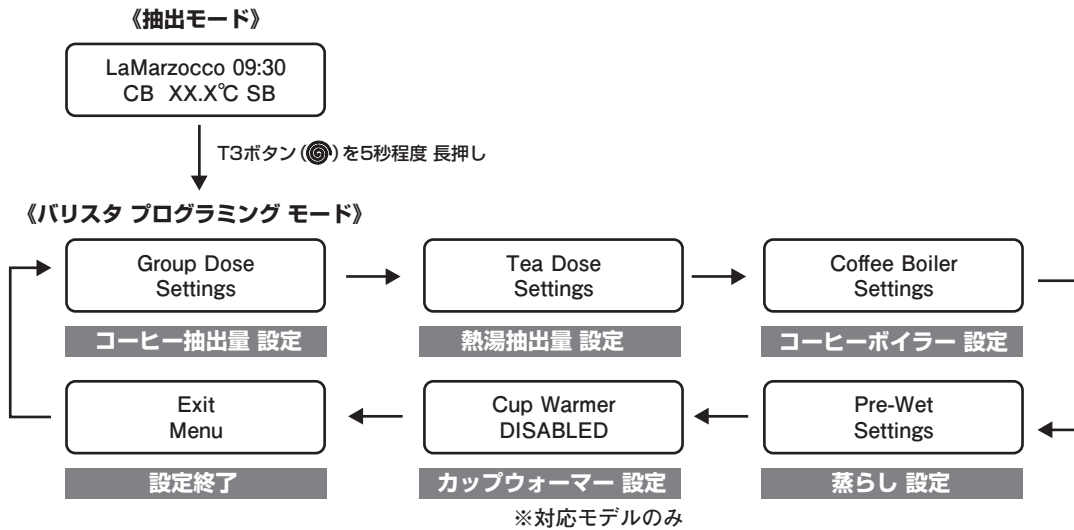 《抽出モード》
LaMarzocco 09:30
CB XX.X℃ SB
T3ボタン()を5秒程度 長押し
《バリスタ プログラミング モード》
Group Dose
Settings
コーヒー抽出量 設定
Tea Dose
Settings
熱湯抽出量 設定
Coffee Boiler
Settings
コーヒーボイラー 設定
Exit
Menu
設定終了
Cup Warmer
DISABLED
カップウォーマー 設定
※対応モデルのみ
Pre-Wet
Settings
蒸らし 設定